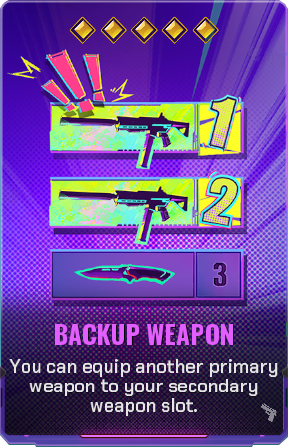 !!!
1
2
3
BACKUP WEAPON
You can equip another primary
weapon to your secondary
weapon slot.